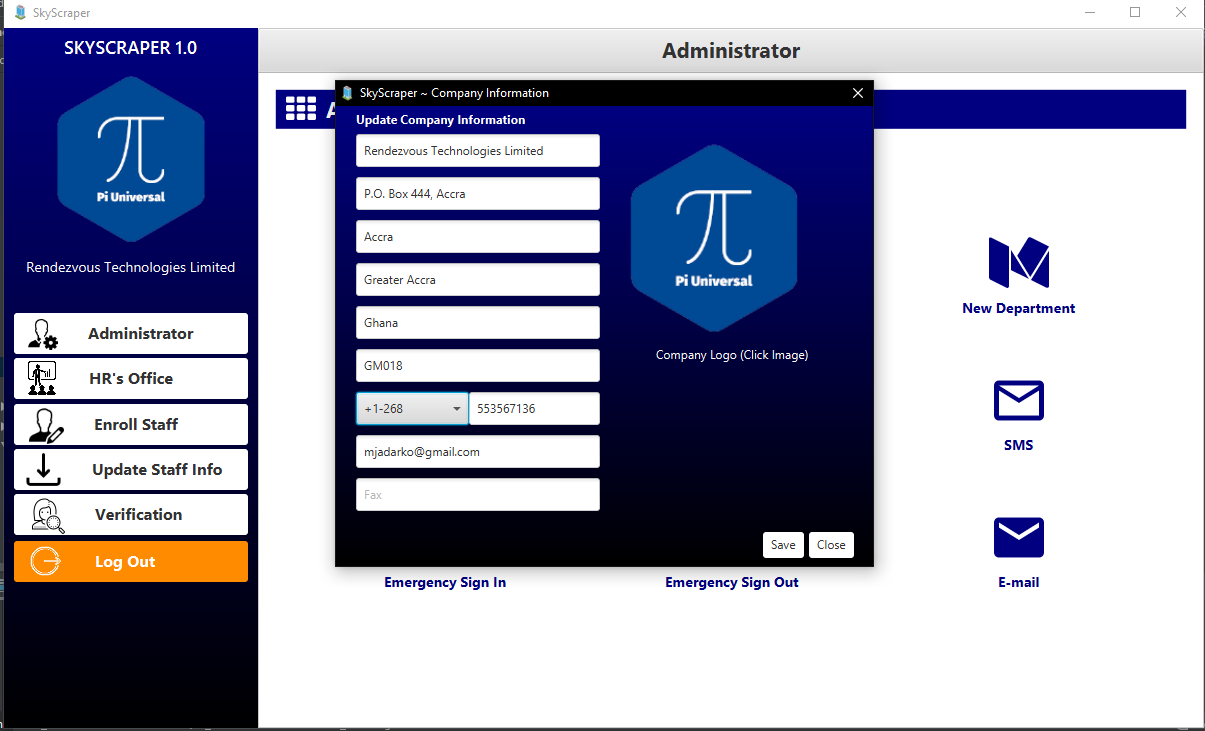 SkyScraper
SKYSCRAPER 1.0
π
Pi Universal
Rendezvous Technologies Limited
Administrator
HR's Office
Enroll Staff
Update Staff Info
Verification
Log Out
Administrator
A
SkyScraper ~ Company Information
Update Company Information
Rendezvous Technologies Limited
P.O. Box 444, Accra
Accra
Greater Accra
Ghana
GM018
+1-268 553567136
mjadarko@gmail.com
Fax
π
Pi Universal
Company Logo (Click Image)
Save Close
New Department
SMS
Emergency Sign In Emergency Sign Out E-mail